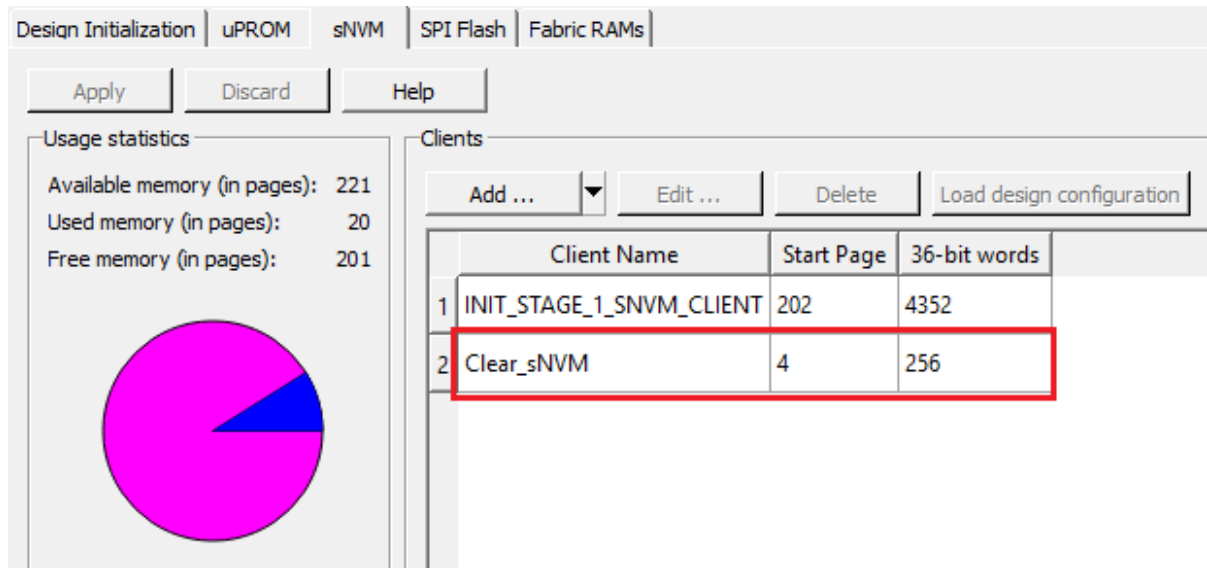 Design Initialization uPROM sNVM SPI Flash Fabric RAMs
Apply Discard Help
Usage statistics
Available memory (in pages): 221
Used memory (in pages): 20
Free memory (in pages): 201
Clients
Add ... Edit ... Delete Load design configuration
Client Name Start Page 36-bit words
1 INIT_STAGE_1_SNVM_CLIENT 202 4352
2 Clear_sNVM 4 256